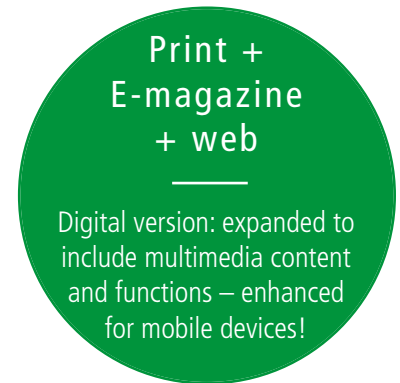 Print +
E-magazine
+ web
Digital version: expanded to
include multimedia content
and functions – enhanced
for mobile devices!